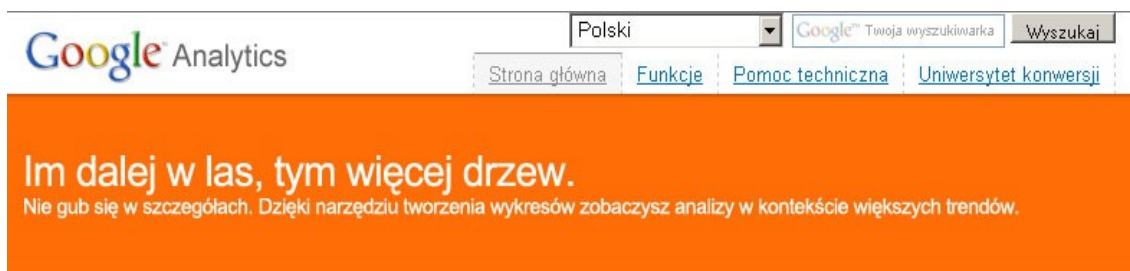 Google™ Analytics
Polski
Google™ Twoja wyszukiwarka
Wyszukaj
Strona główna Funkcje Pomoc techniczna Uniwersytet konwersji
Im dalej w las, tym więcej drzew.
Nie gub się w szczegółach. Dzięki narzędziu tworzenia wykresów zobaczysz analizy w kontekście większych trendów.